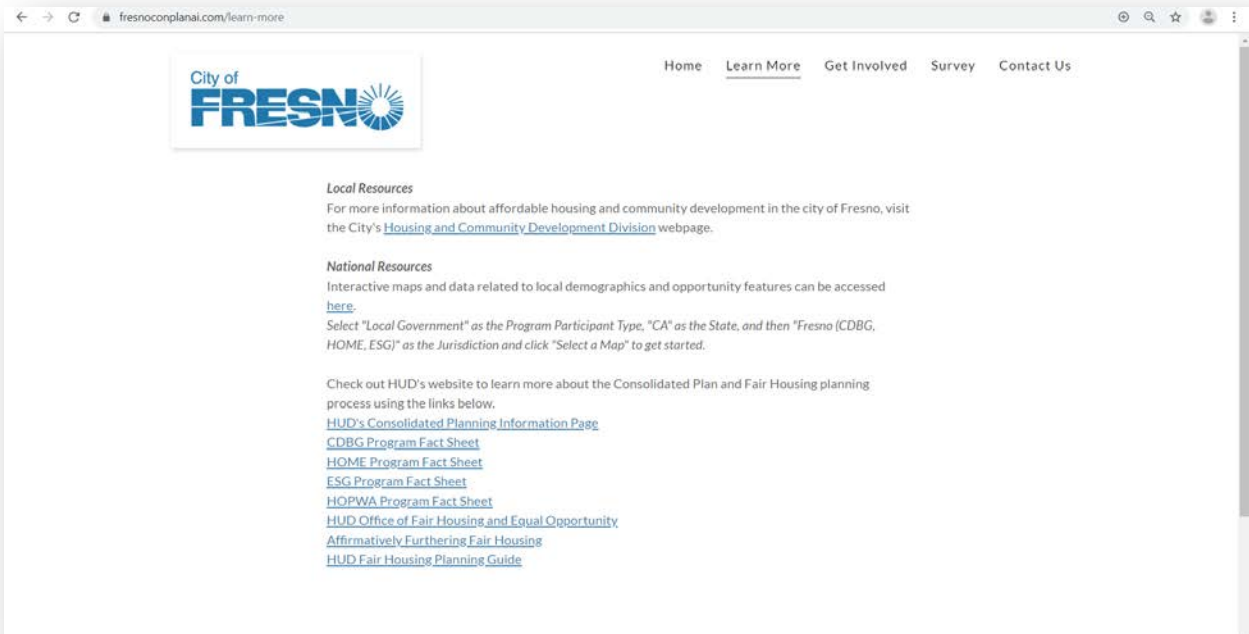 fresnoconplanai.com/learn-more
City of
FRESNO
Home Learn More Get Involved Survey Contact Us
Local Resources
For more information about affordable housing and community development in the city of Fresno, visit
the City's Housing and Community Development Division webpage.
National Resources
Interactive maps and data related to local demographics and opportunity features can be accessed
here.
Select "Local Government" as the Program Participant Type, "CA" as the State, and then "Fresno (CDBG,
HOME, ESG)" as the Jurisdiction and click "Select a Map" to get started.
Check out HUD's website to learn more about the Consolidated Plan and Fair Housing planning
process using the links below.
HUD's Consolidated Planning Information Page
CDBG Program Fact Sheet
HOME Program Fact Sheet
ESG Program Fact Sheet
HOPWA Program Fact Sheet
HUD Office of Fair Housing and Equal Opportunity
Affirmatively Furthering Fair Housing
HUD Fair Housing Planning Guide